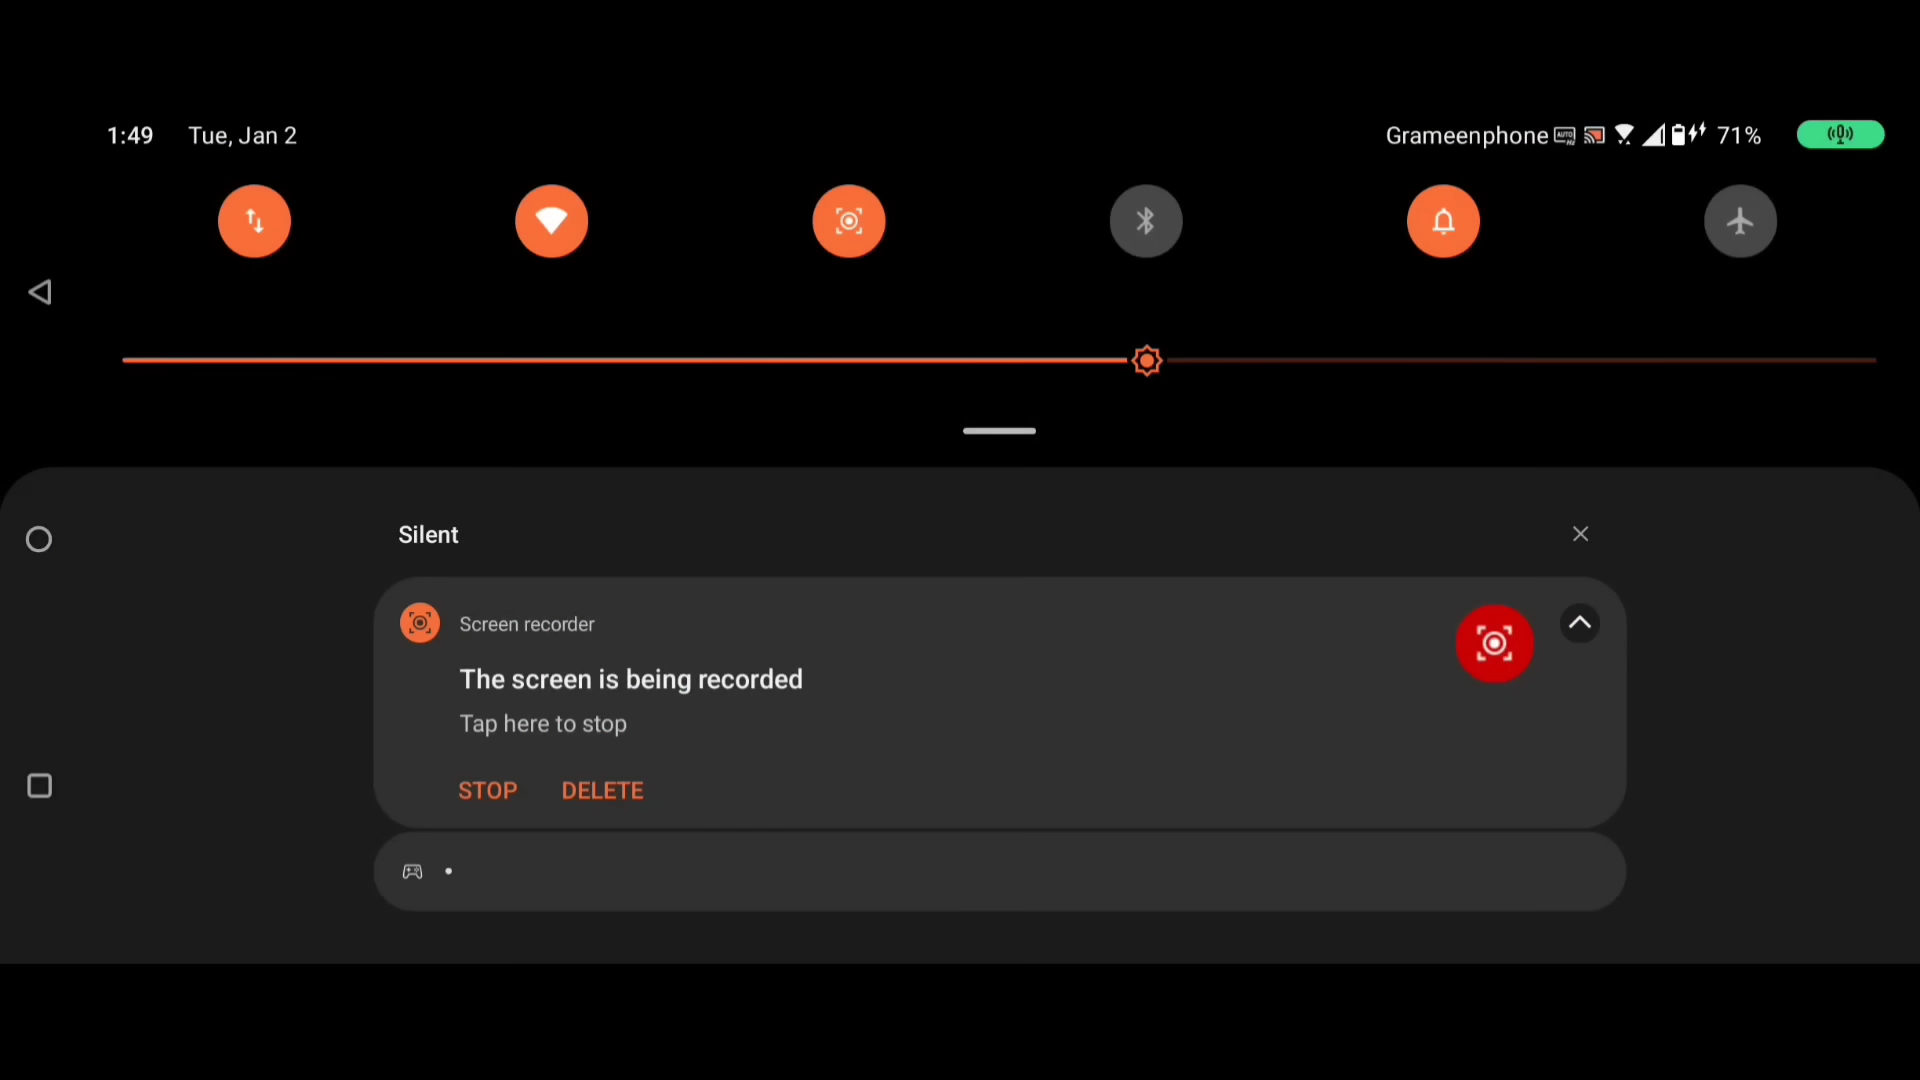 1:49 Tue, Jan 2 Grameenphone 71%
Silent
Screen recorder
The screen is being recorded
Tap here to stop
STOP DELETE